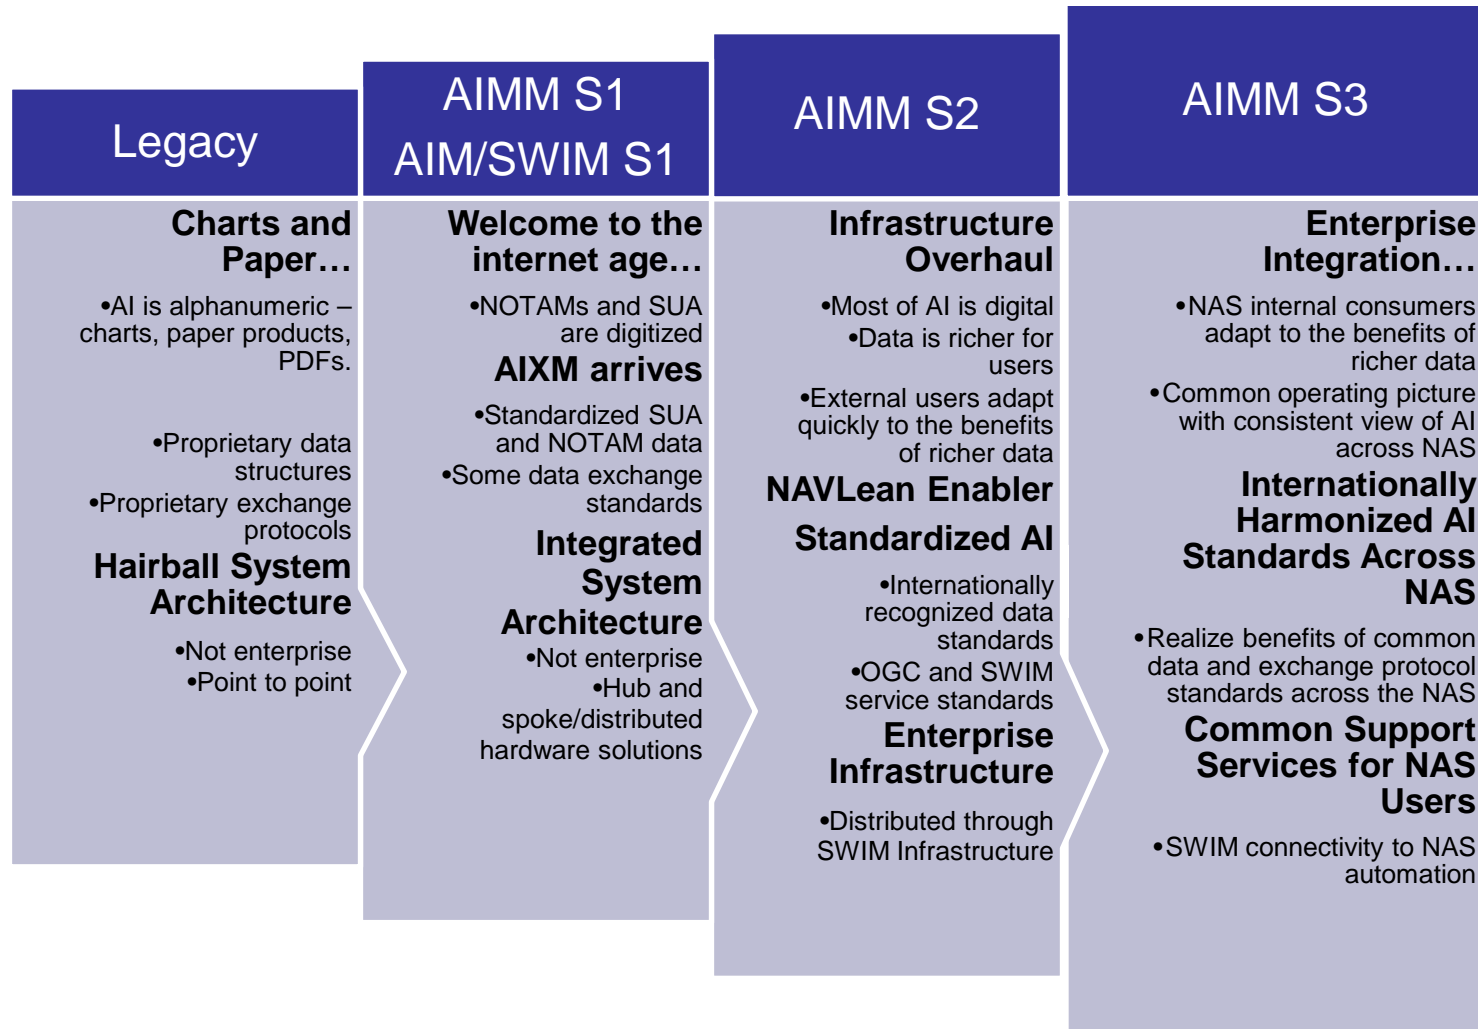 Legacy
Charts and
Paper…
•AI is alphanumeric –
charts, paper products,
PDFs.
•Proprietary data
structures
•Proprietary exchange
protocols
Hairball System
Architecture
•Not enterprise
•Point to point
AIMM S1
AIM/SWIM S1
Welcome to the
internet age…
•NOTAMs and SUA
are digitized
AIXM arrives
•Standardized SUA
and NOTAM data
•Some data exchange
standards
Integrated
System
Architecture
•Not enterprise
•Hub and
spoke/distributed
hardware solutions
AIMM S2
Infrastructure
Overhaul
•Most of AI is digital
•Data is richer for
users
•External users adapt
quickly to the benefits
of richer data
NAVLean Enabler
Standardized AI
•Internationally
recognized data
standards
•OGC and SWIM
service standards
Enterprise
Infrastructure
•Distributed through
SWIM Infrastructure
AIMM S3
Enterprise
Integration…
•NAS internal consumers
adapt to the benefits of
richer data
•Common operating picture
with consistent view of AI
across NAS
Internationally
Harmonized AI
Standards Across
NAS
•Realize benefits of common
data and exchange protocol
standards across the NAS
Common Support
Services for NAS
Users
•SWIM connectivity to NAS
automation